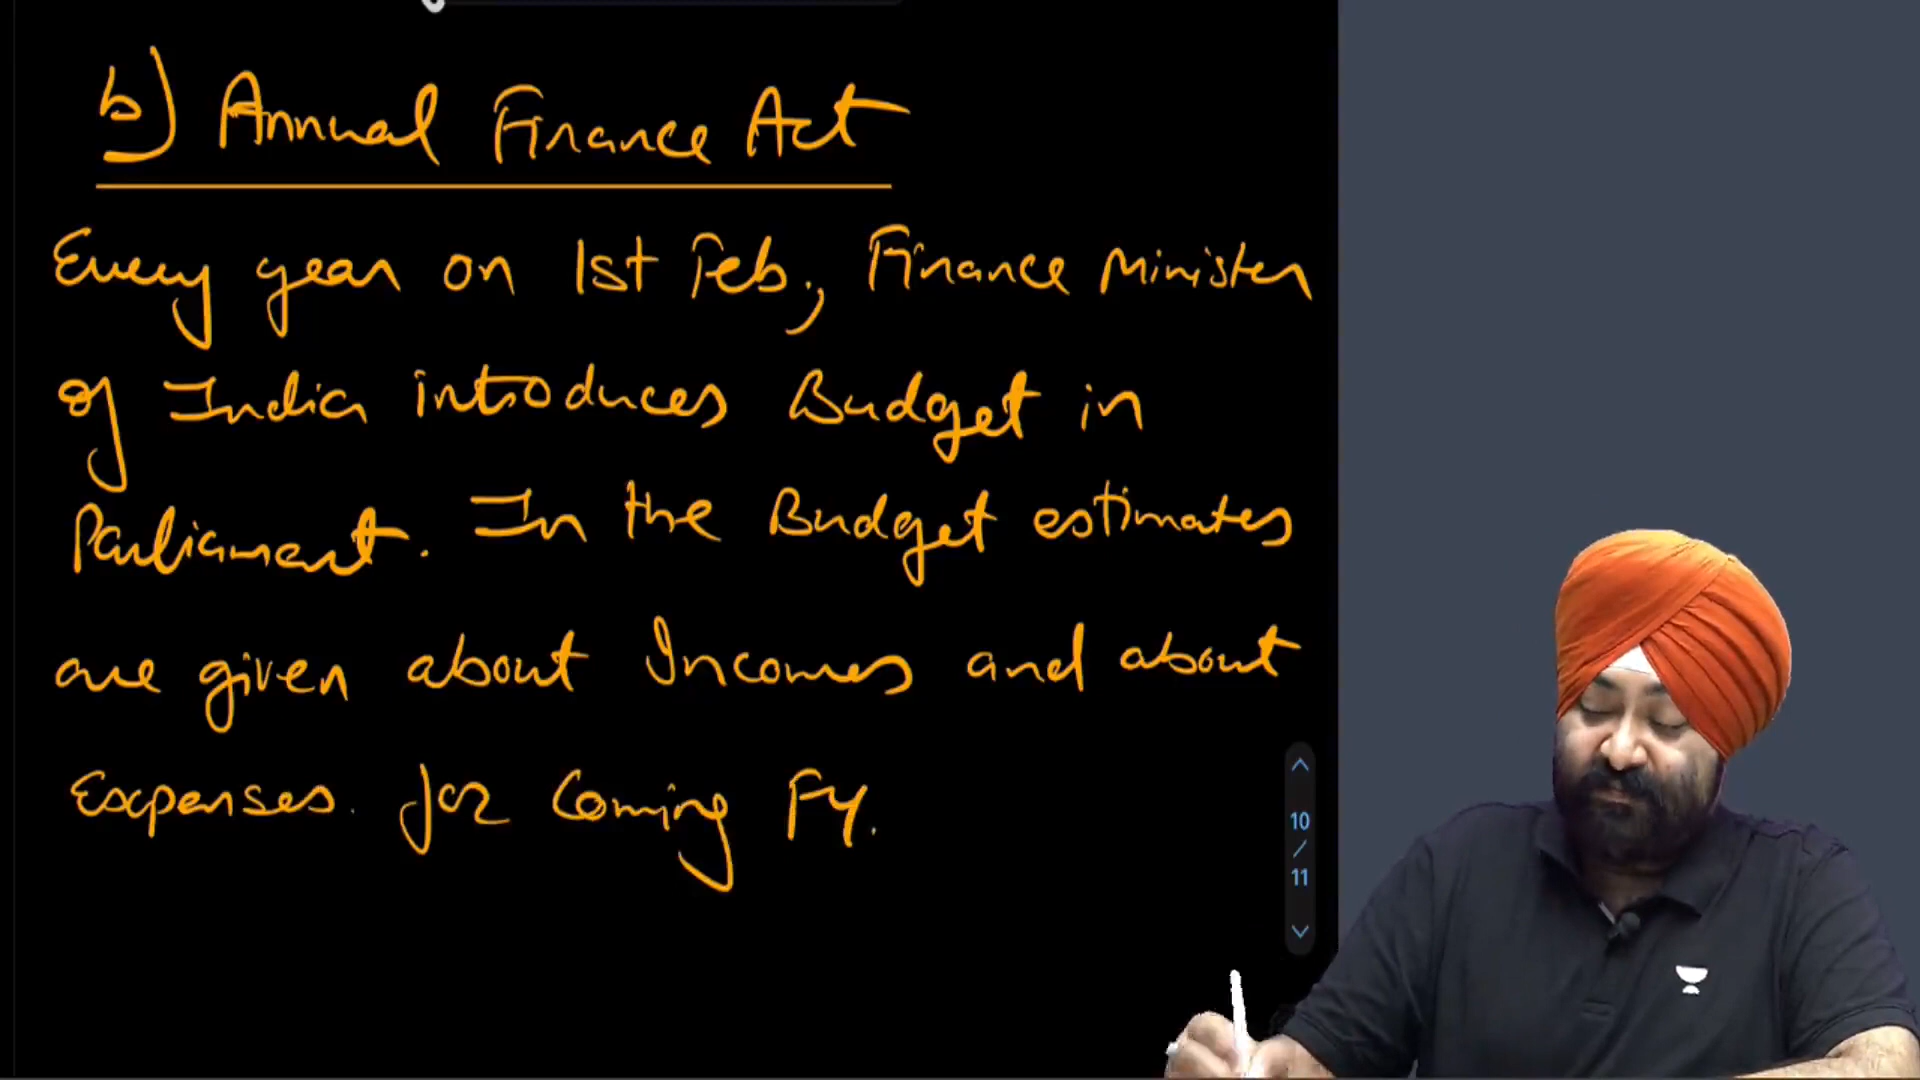 b) Annual Finance Act
Every year on 1st Feb., Finance Minister
of India introduces Budget in
Parliament. In the Budget estimates
are given about Incomes and about
Expenses. for Coming FY.
10
/
11